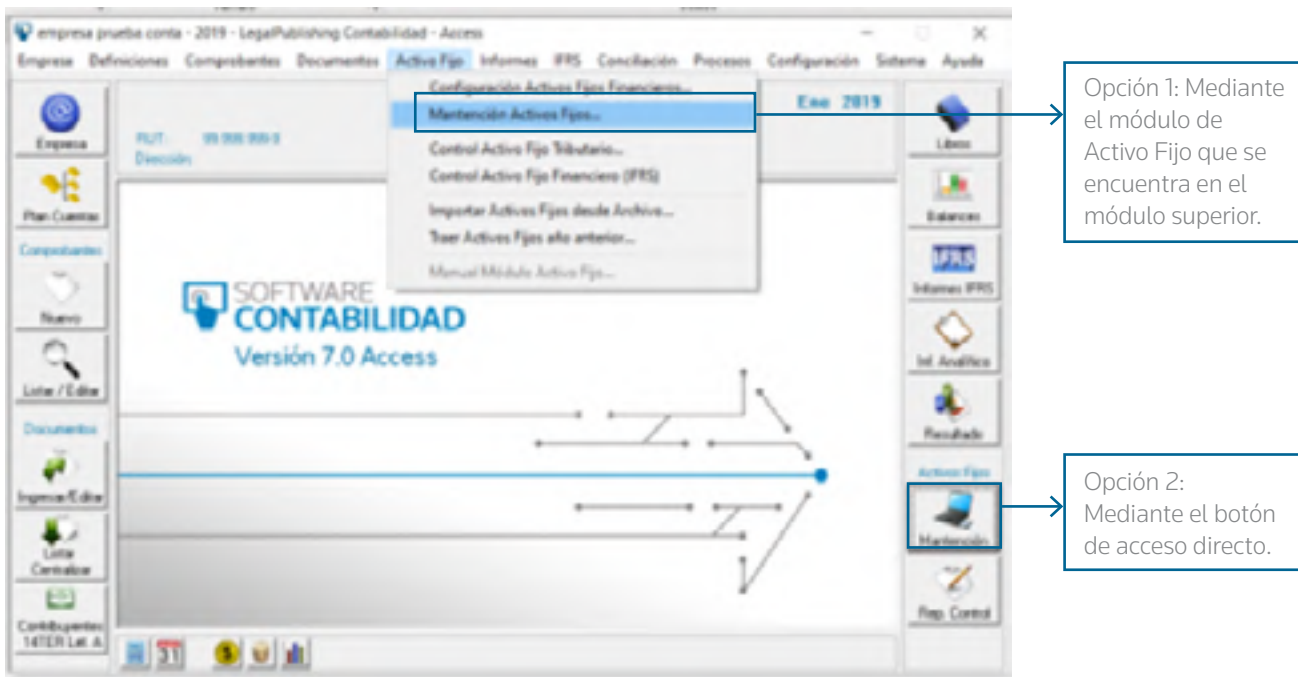 empresa prueba conta - 2019 - LegalPublishing Contabilidad - Access
Empresa Definiciones Comprobantes Documentos Activo Fijo Informes IFRS Conciliación Procesos Configuración Sistema Ayuda
Configuración Activos Fijos Financieros...
Mantención Activos Fijos...
Control Activo Fijo Tributario...
Control Activo Fijo Financiero (IFRS)
Importar Activos Fijos desde Archivo...
Traer Activos Fijos año anterior...
Manual Módulo Activo Fijo...
Ene 2019
RUT: 99.999.999-9
Dirección:
Empresa
Plan Cuentas
Comprobantes
Nuevo
Listar / Editar
Documentos
Ingresar/Editar
Listar
Centralizar
Contribuyentes
14TER Let. A
SOFTWARE
CONTABILIDAD
Versión 7.0 Access
31
Libros
Balances
IFRS
Informes IFRS
Inf. Analítico
Resultado
Activos Fijos
Mantención
Rep. Control
Opción 1: Mediante
el módulo de
Activo Fijo que se
encuentra en el
módulo superior.
Opción 2:
Mediante el botón
de acceso directo.